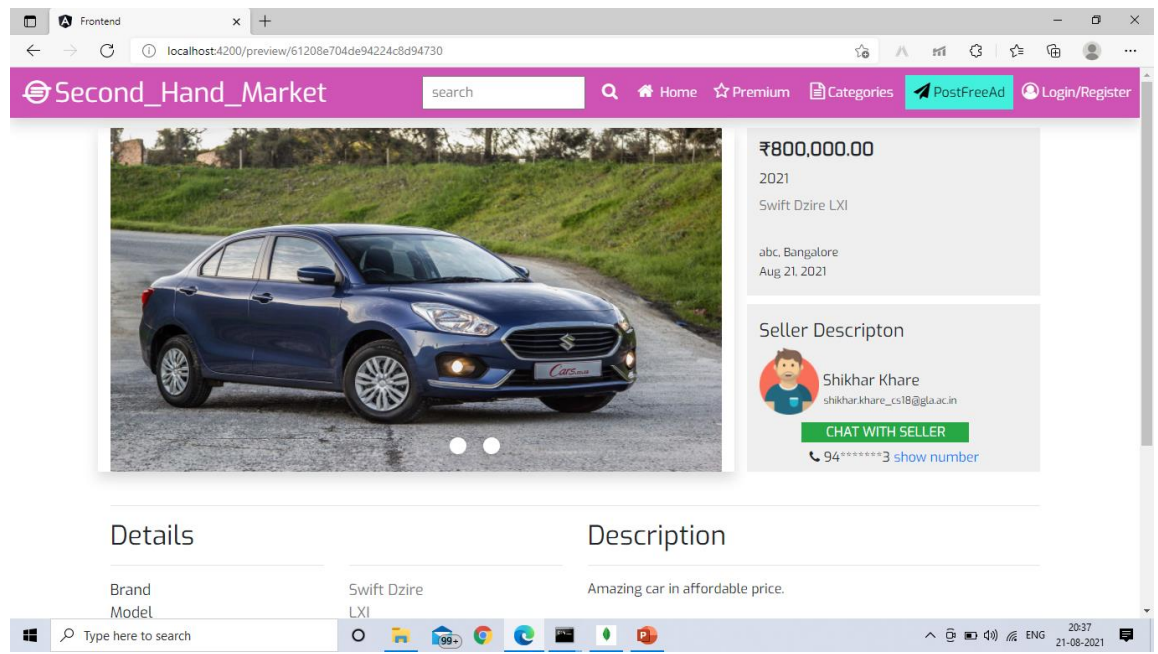 Frontend
localhost:4200/preview/61208e704de94224c8d94730
Second_Hand_Market
search
Home
Premium
Categories
PostFreeAd
Login/Register
Cars.co.za
₹800,000.00
2021
Swift Dzire LXI
abc, Bangalore
Aug 21, 2021
Seller Descripton
Shikhar Khare
shikhar.khare_cs18@gla.ac.in
CHAT WITH SELLER
94*******3 show number
Details
Brand Swift Dzire
Model LXI
Description
Amazing car in affordable price.
Type here to search
99+
ENG
20:37
21-08-2021